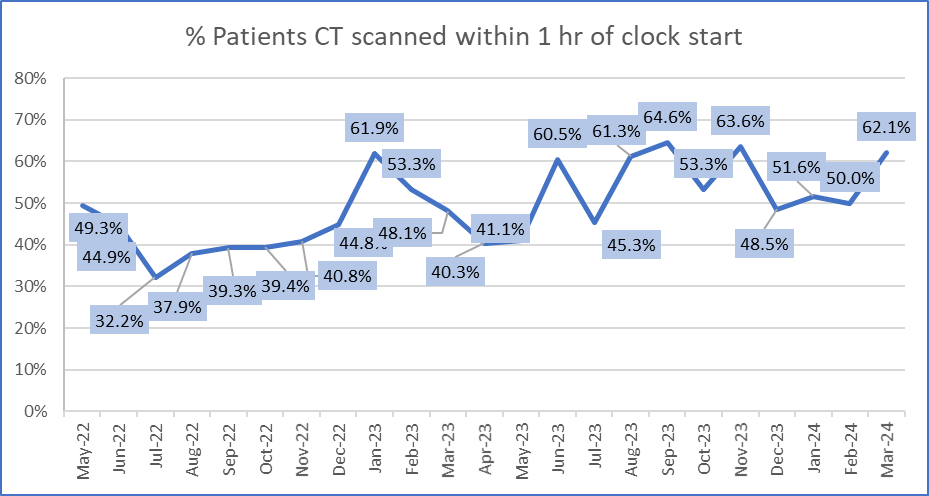 % Patients CT scanned within 1 hr of clock start
80%
70%
60%
50%
40%
30%
20%
10%
0%
49.3%
44.9%
32.2%
37.9%
39.3%
39.4%
40.8%
44.8%
61.9%
53.3%
48.1%
40.3%
41.1%
60.5%
45.3%
61.3%
64.6%
53.3%
63.6%
48.5%
51.6%
50.0%
62.1%
May-22
Jun-22
Jul-22
Aug-22
Sep-22
Oct-22
Nov-22
Dec-22
Jan-23
Feb-23
Mar-23
Apr-23
May-23
Jun-23
Jul-23
Aug-23
Sep-23
Oct-23
Nov-23
Dec-23
Jan-24
Feb-24
Mar-24